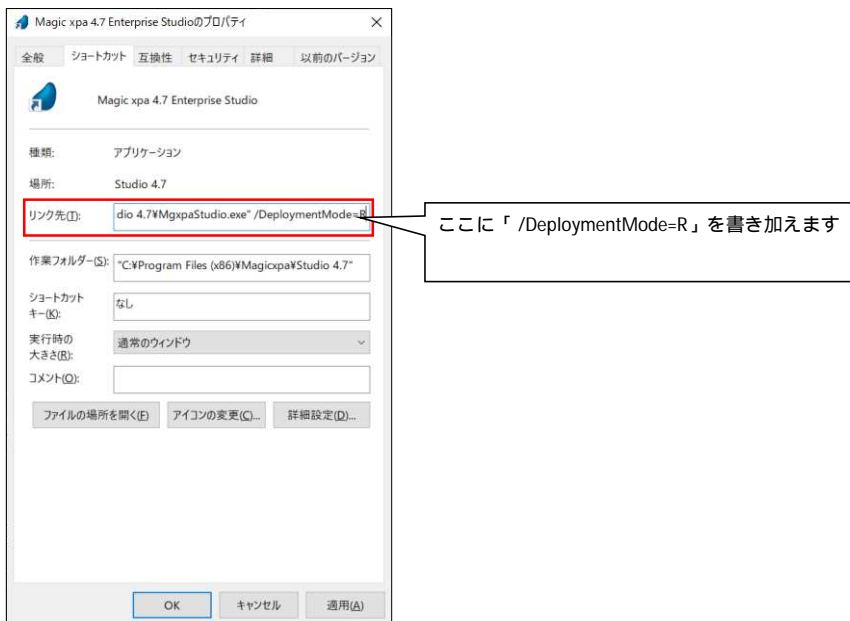 Magic xpa 4.7 Enterprise Studioのプロパティ
全般 ショートカット 互換性 セキュリティ 詳細 以前のバージョン
Magic xpa 4.7 Enterprise Studio
種類: アプリケーション
場所: Studio 4.7
リンク先(T): dio 4.7¥MgxpaStudio.exe" /DeploymentMode=R
ここに「 /DeploymentMode=R」を書き加えます
作業フォルダー(S): "C:¥Program Files (x86)¥Magicxpa¥Studio 4.7"
ショートカット
キー(K): なし
実行時の
大きさ(R): 通常のウィンドウ
コメント(O):
ファイルの場所を開く(F) アイコンの変更(C)... 詳細設定(D)...
OK キャンセル 適用(A)